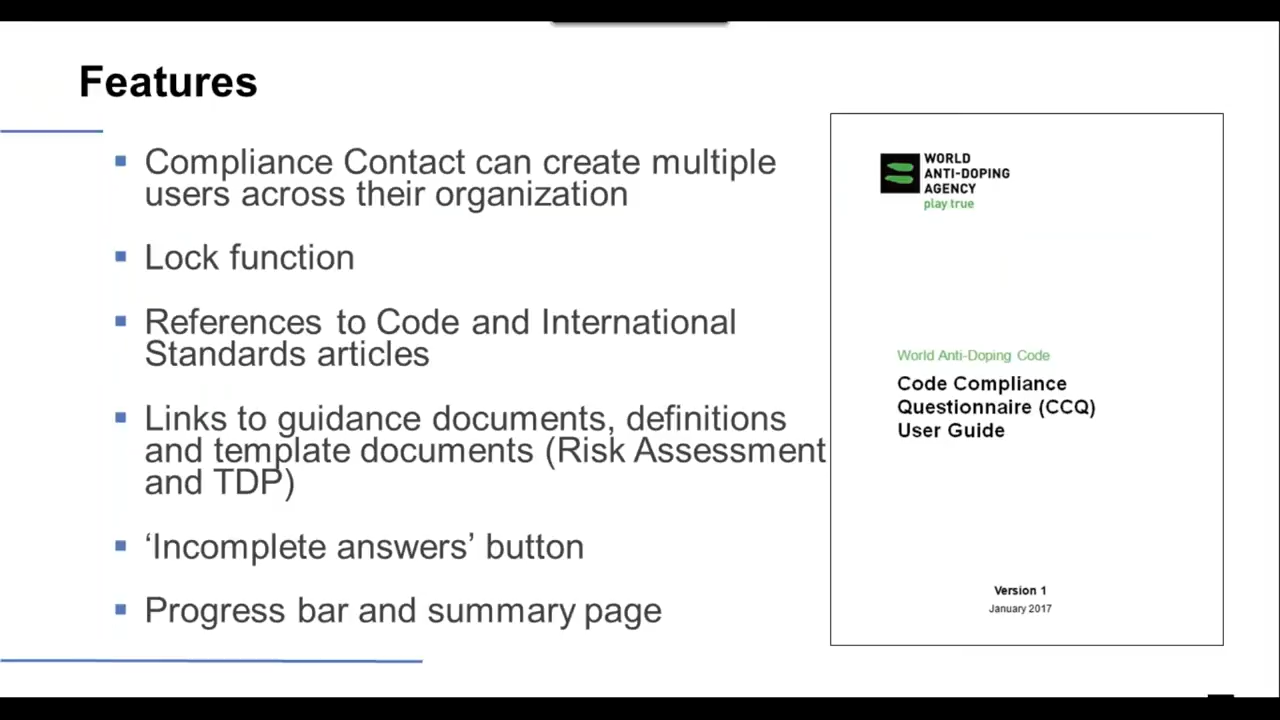 Features
Compliance Contact can create multiple
users across their organization
Lock function
References to Code and International
Standards articles
Links to guidance documents, definitions
and template documents (Risk Assessment
and TDP)
‘Incomplete answers’ button
Progress bar and summary page
WORLD
ANTI-DOPING
AGENCY
play true
World Anti-Doping Code
Code Compliance
Questionnaire (CCQ)
User Guide
Version 1
January 2017